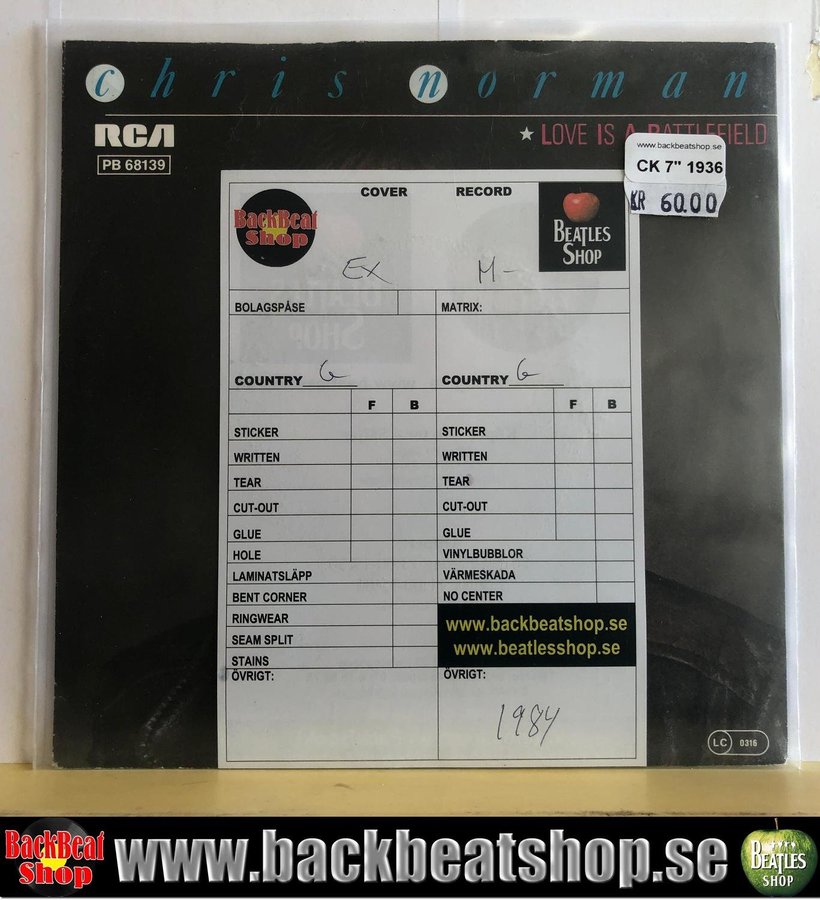 chris norman
RCA
PB 68139
★ LOVE IS A BATTLEFIELD
www.backbeatshop.se
CK 7" 1936
KR 60.00
BackBeat Shop
COVER RECORD
BEATLES SHOP
EX M-
BOLAGSPÅSE MATRIX:
COUNTRY G COUNTRY G
F B F B
STICKER STICKER
WRITTEN WRITTEN
TEAR TEAR
CUT-OUT CUT-OUT
GLUE GLUE
HOLE VINYLBUBBLOR
LAMINATSLÄPP VÄRMESKADA
BENT CORNER NO CENTER
RINGWEAR www.backbeatshop.se
SEAM SPLIT www.beatlesshop.se
STAINS
ÖVRIGT: ÖVRIGT:
1984
LC 0316
BackBeat Shop www.backbeatshop.se BEATLES SHOP